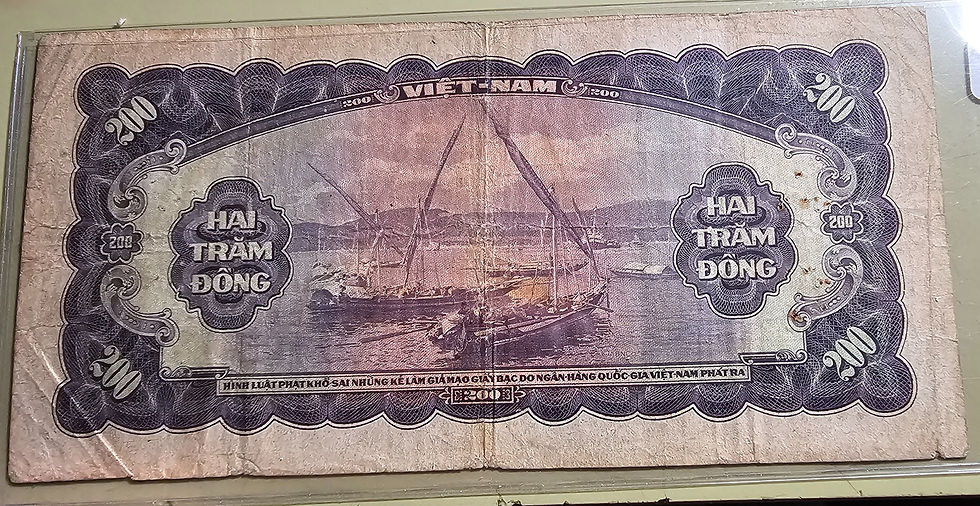 200 VIỆT-NAM 200
200 200
HAI
TRĂM
ĐỒNG
HAI
TRĂM
ĐỒNG
200 200
200 200
HÌNH LUẬT PHẠT KHỔ-SAI NHỮNG KẺ LÀM GIẢ MẠO GIẤY BẠC DO NGÂN-HÀNG QUỐC-GIA VIỆT-NAM PHÁT RA
200